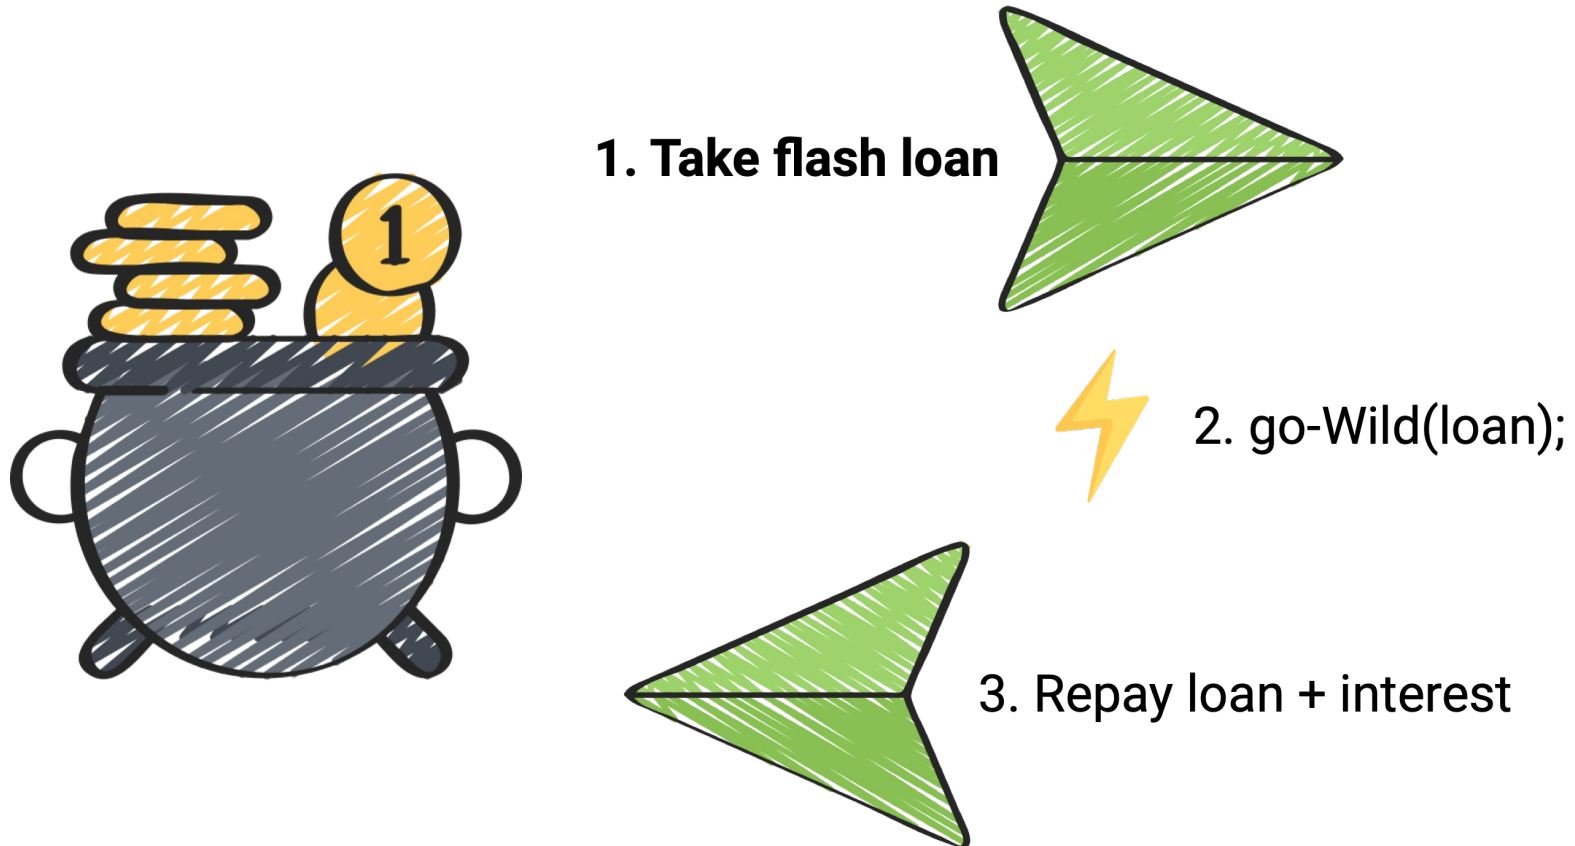 1. Take flash loan
1
2. go-Wild(loan);
3. Repay loan + interest